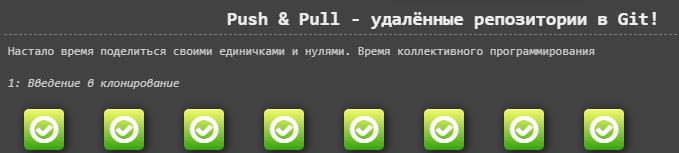 Push & Pull - удалённые репозитории в Git!
Настало время поделиться своими единичками и нулями. Время коллективного программирования
1: Введение в клонирование